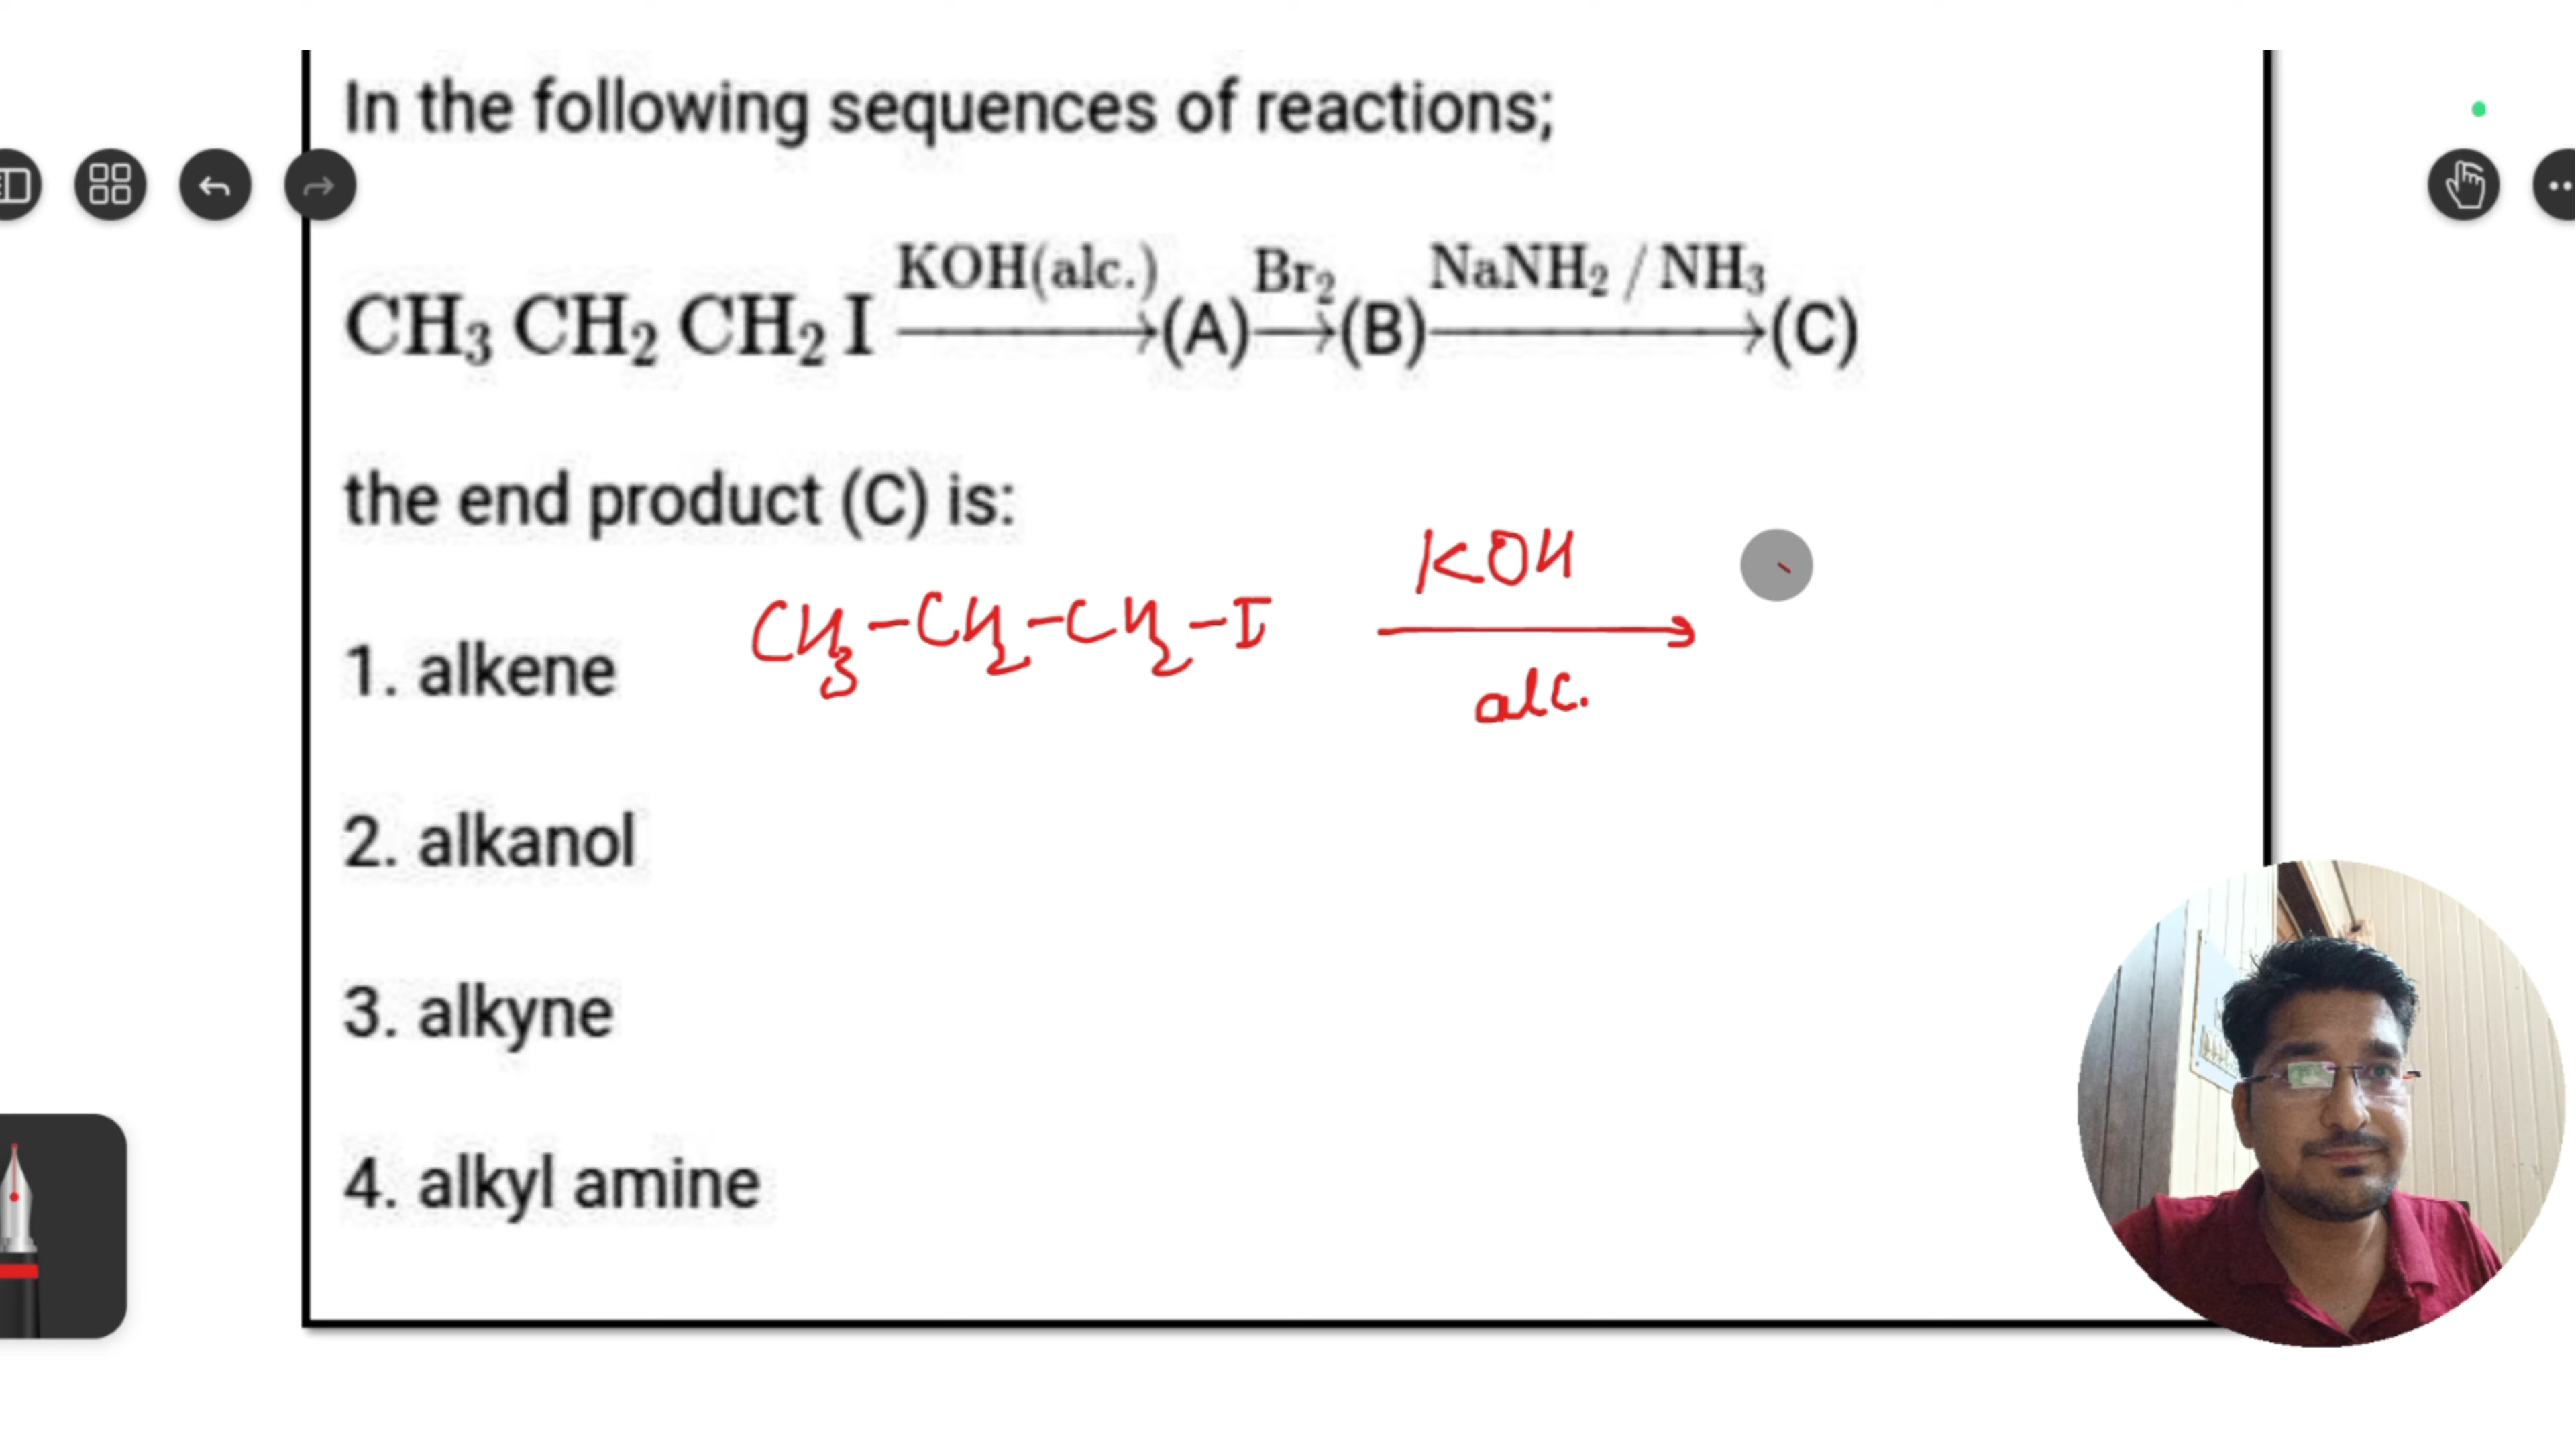 In the following sequences of reactions;
CH₃ CH₂ CH₂ I —KOH(alc.)→ (A) —Br₂→ (B) —NaNH₂ / NH₃→ (C)
the end product (C) is:
CH₃-CH₂-CH₂-I —KOH alc.→
1. alkene
2. alkanol
3. alkyne
4. alkyl amine